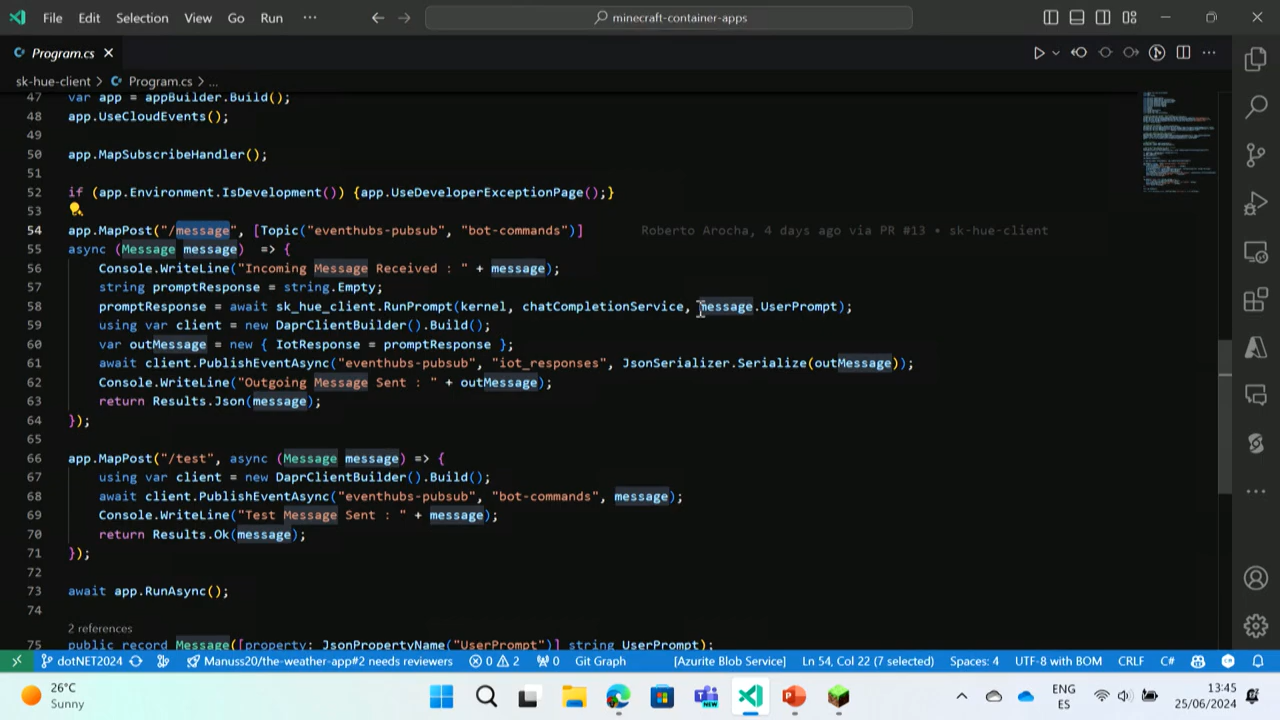 File Edit Selection View Go Run ··· minecraft-container-apps
Program.cs
sk-hue-client > Program.cs > ...
47 var app = appBuilder.Build();
48 app.UseCloudEvents();
49
50 app.MapSubscribeHandler();
51
52 if (app.Environment.IsDevelopment()) {app.UseDeveloperExceptionPage();}
53
54 app.MapPost("/message", [Topic("eventhubs-pubsub", "bot-commands")] Roberto Arocha, 4 days ago via PR #13 • sk-hue-client
55 async (Message message) => {
56 Console.WriteLine("Incoming Message Received : " + message);
57 string promptResponse = string.Empty;
58 promptResponse = await sk_hue_client.RunPrompt(kernel, chatCompletionService, message.UserPrompt);
59 using var client = new DaprClientBuilder().Build();
60 var outMessage = new { IotResponse = promptResponse };
61 await client.PublishEventAsync("eventhubs-pubsub", "iot_responses", JsonSerializer.Serialize(outMessage));
62 Console.WriteLine("Outgoing Message Sent : " + outMessage);
63 return Results.Json(message);
64 });
65
66 app.MapPost("/test", async (Message message) => {
67 using var client = new DaprClientBuilder().Build();
68 await client.PublishEventAsync("eventhubs-pubsub", "bot-commands", message);
69 Console.WriteLine("Test Message Sent : " + message);
70 return Results.Ok(message);
71 });
72
73 await app.RunAsync();
74
2 references
75 public record Message([property: JsonPropertyName("UserPrompt")] string UserPrompt);
dotNET2024 Manuss20/the-weather-app#2 needs reviewers 0 2 0 Git Graph [Azurite Blob Service] Ln 54, Col 22 (7 selected) Spaces: 4 UTF-8 with BOM CRLF C#
26°C
Sunny
NEW
ENG
ES
13:45
25/06/2024